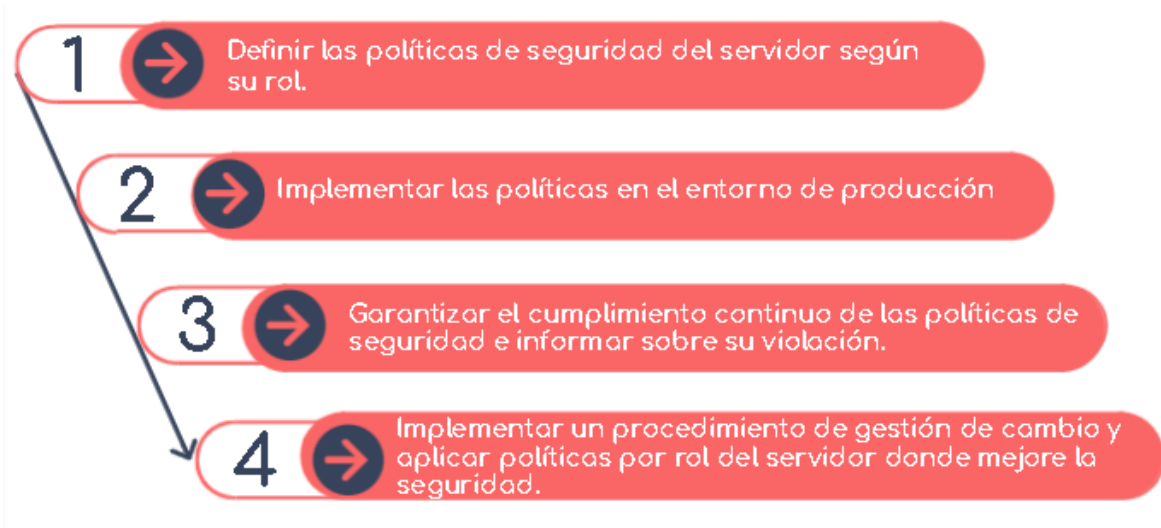 1
Definir las políticas de seguridad del servidor según
su rol.
2
Implementar las políticas en el entorno de producción
3
Garantizar el cumplimiento continuo de las políticas de
seguridad e informar sobre su violación.
4
Implementar un procedimiento de gestión de cambio y
aplicar políticas por rol del servidor donde mejore la
seguridad.